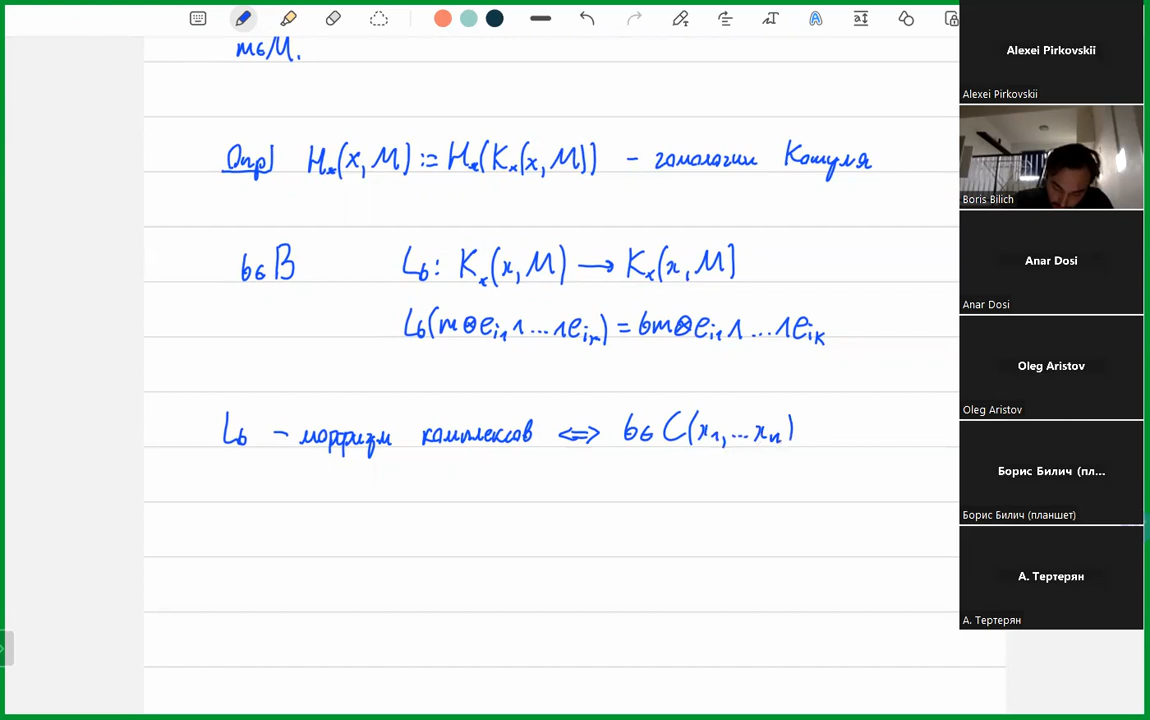 m∈M.
Alexei Pirkovskii
Alexei Pirkovskii
Опр) H_*(x, M) := H_*(K_*(x, M)) – гомологии Кошуля
Boris Bilich
b∈B L_b: K_*(x, M) → K_*(x, M)
Anar Dosi
Anar Dosi
L_b(m⊗e_{i_1}∧...∧e_{i_k}) = bm⊗e_{i_1}∧...∧e_{i_k}
Oleg Aristov
Oleg Aristov
L_b – морфизм комплексов ⇔ b∈C(x_1,...x_n)
Борис Билич (пл...
Борис Билич (планшет)
А. Тертерян
А. Тертерян